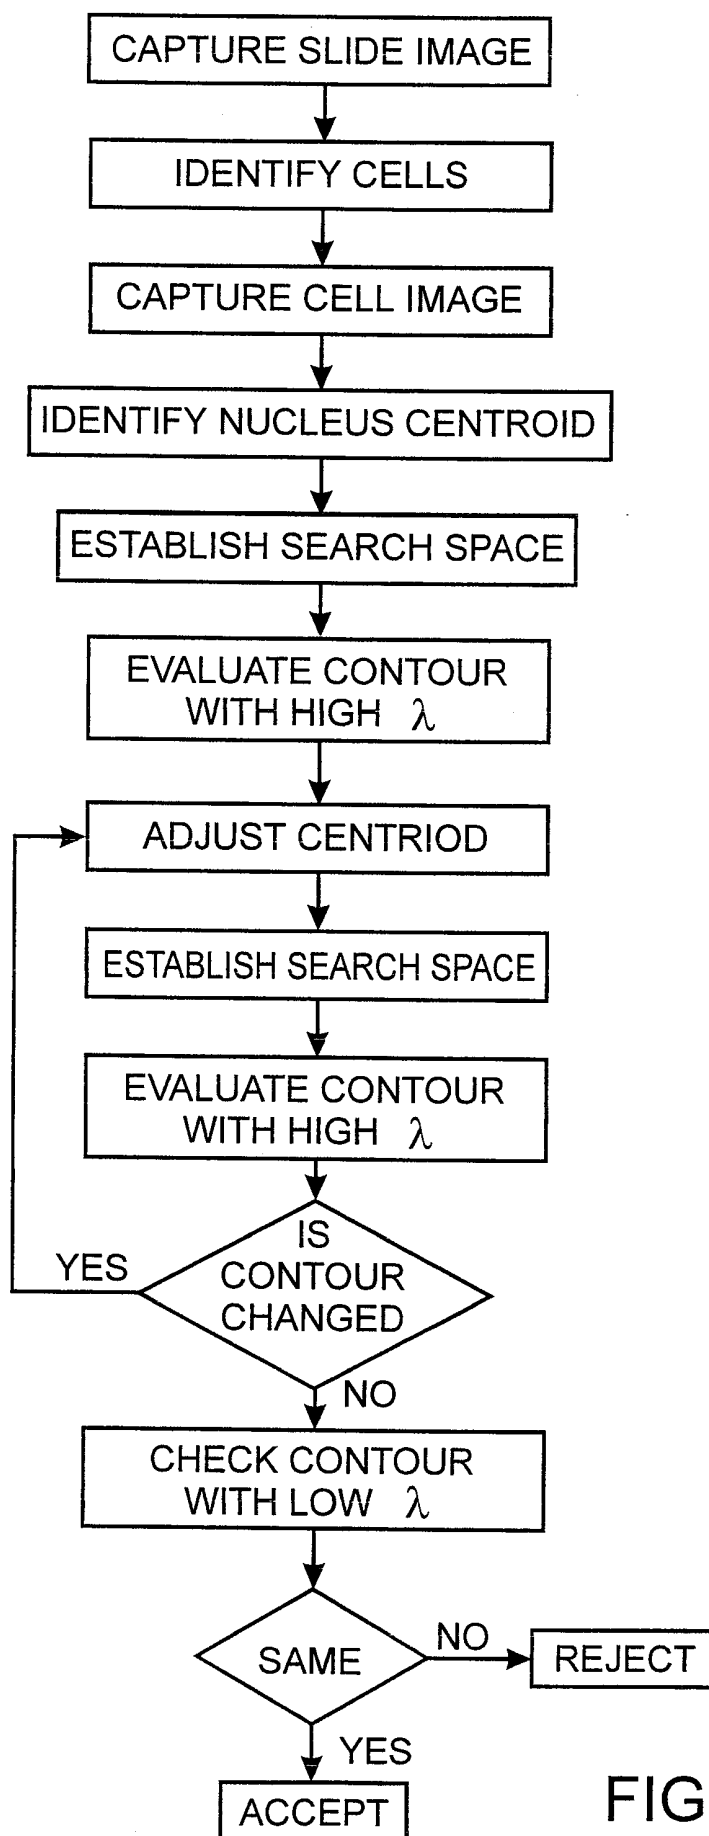 CAPTURE SLIDE IMAGE
IDENTIFY CELLS
CAPTURE CELL IMAGE
IDENTIFY NUCLEUS CENTROID
ESTABLISH SEARCH SPACE
EVALUATE CONTOUR
WITH HIGH λ
ADJUST CENTRIOD
ESTABLISH SEARCH SPACE
EVALUATE CONTOUR
WITH HIGH λ
IS
YES
CONTOUR
CHANGED
NO
CHECK CONTOUR
WITH LOW λ
SAME
NO
REJECT
YES
ACCEPT
FIG